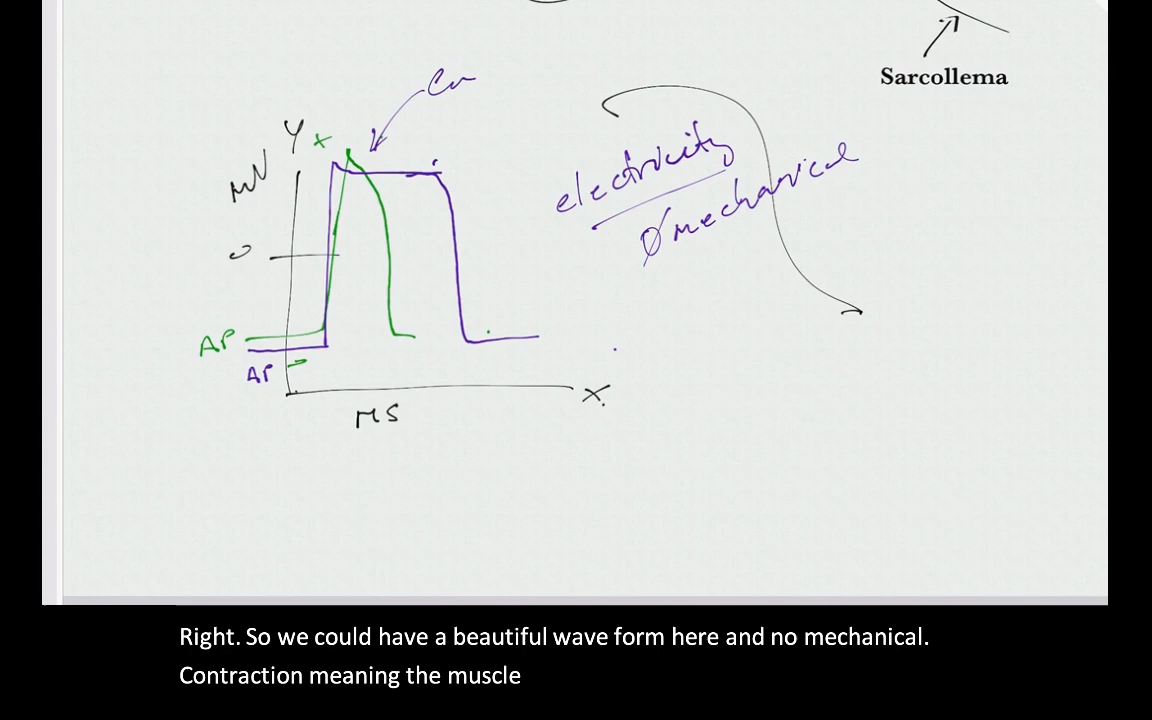 Sarcollema
Ca
Y +
MV
electricity
Ø mechanical
0
AP
AP -
X
MS
Right. So we could have a beautiful wave form here and no mechanical.
Contraction meaning the muscle